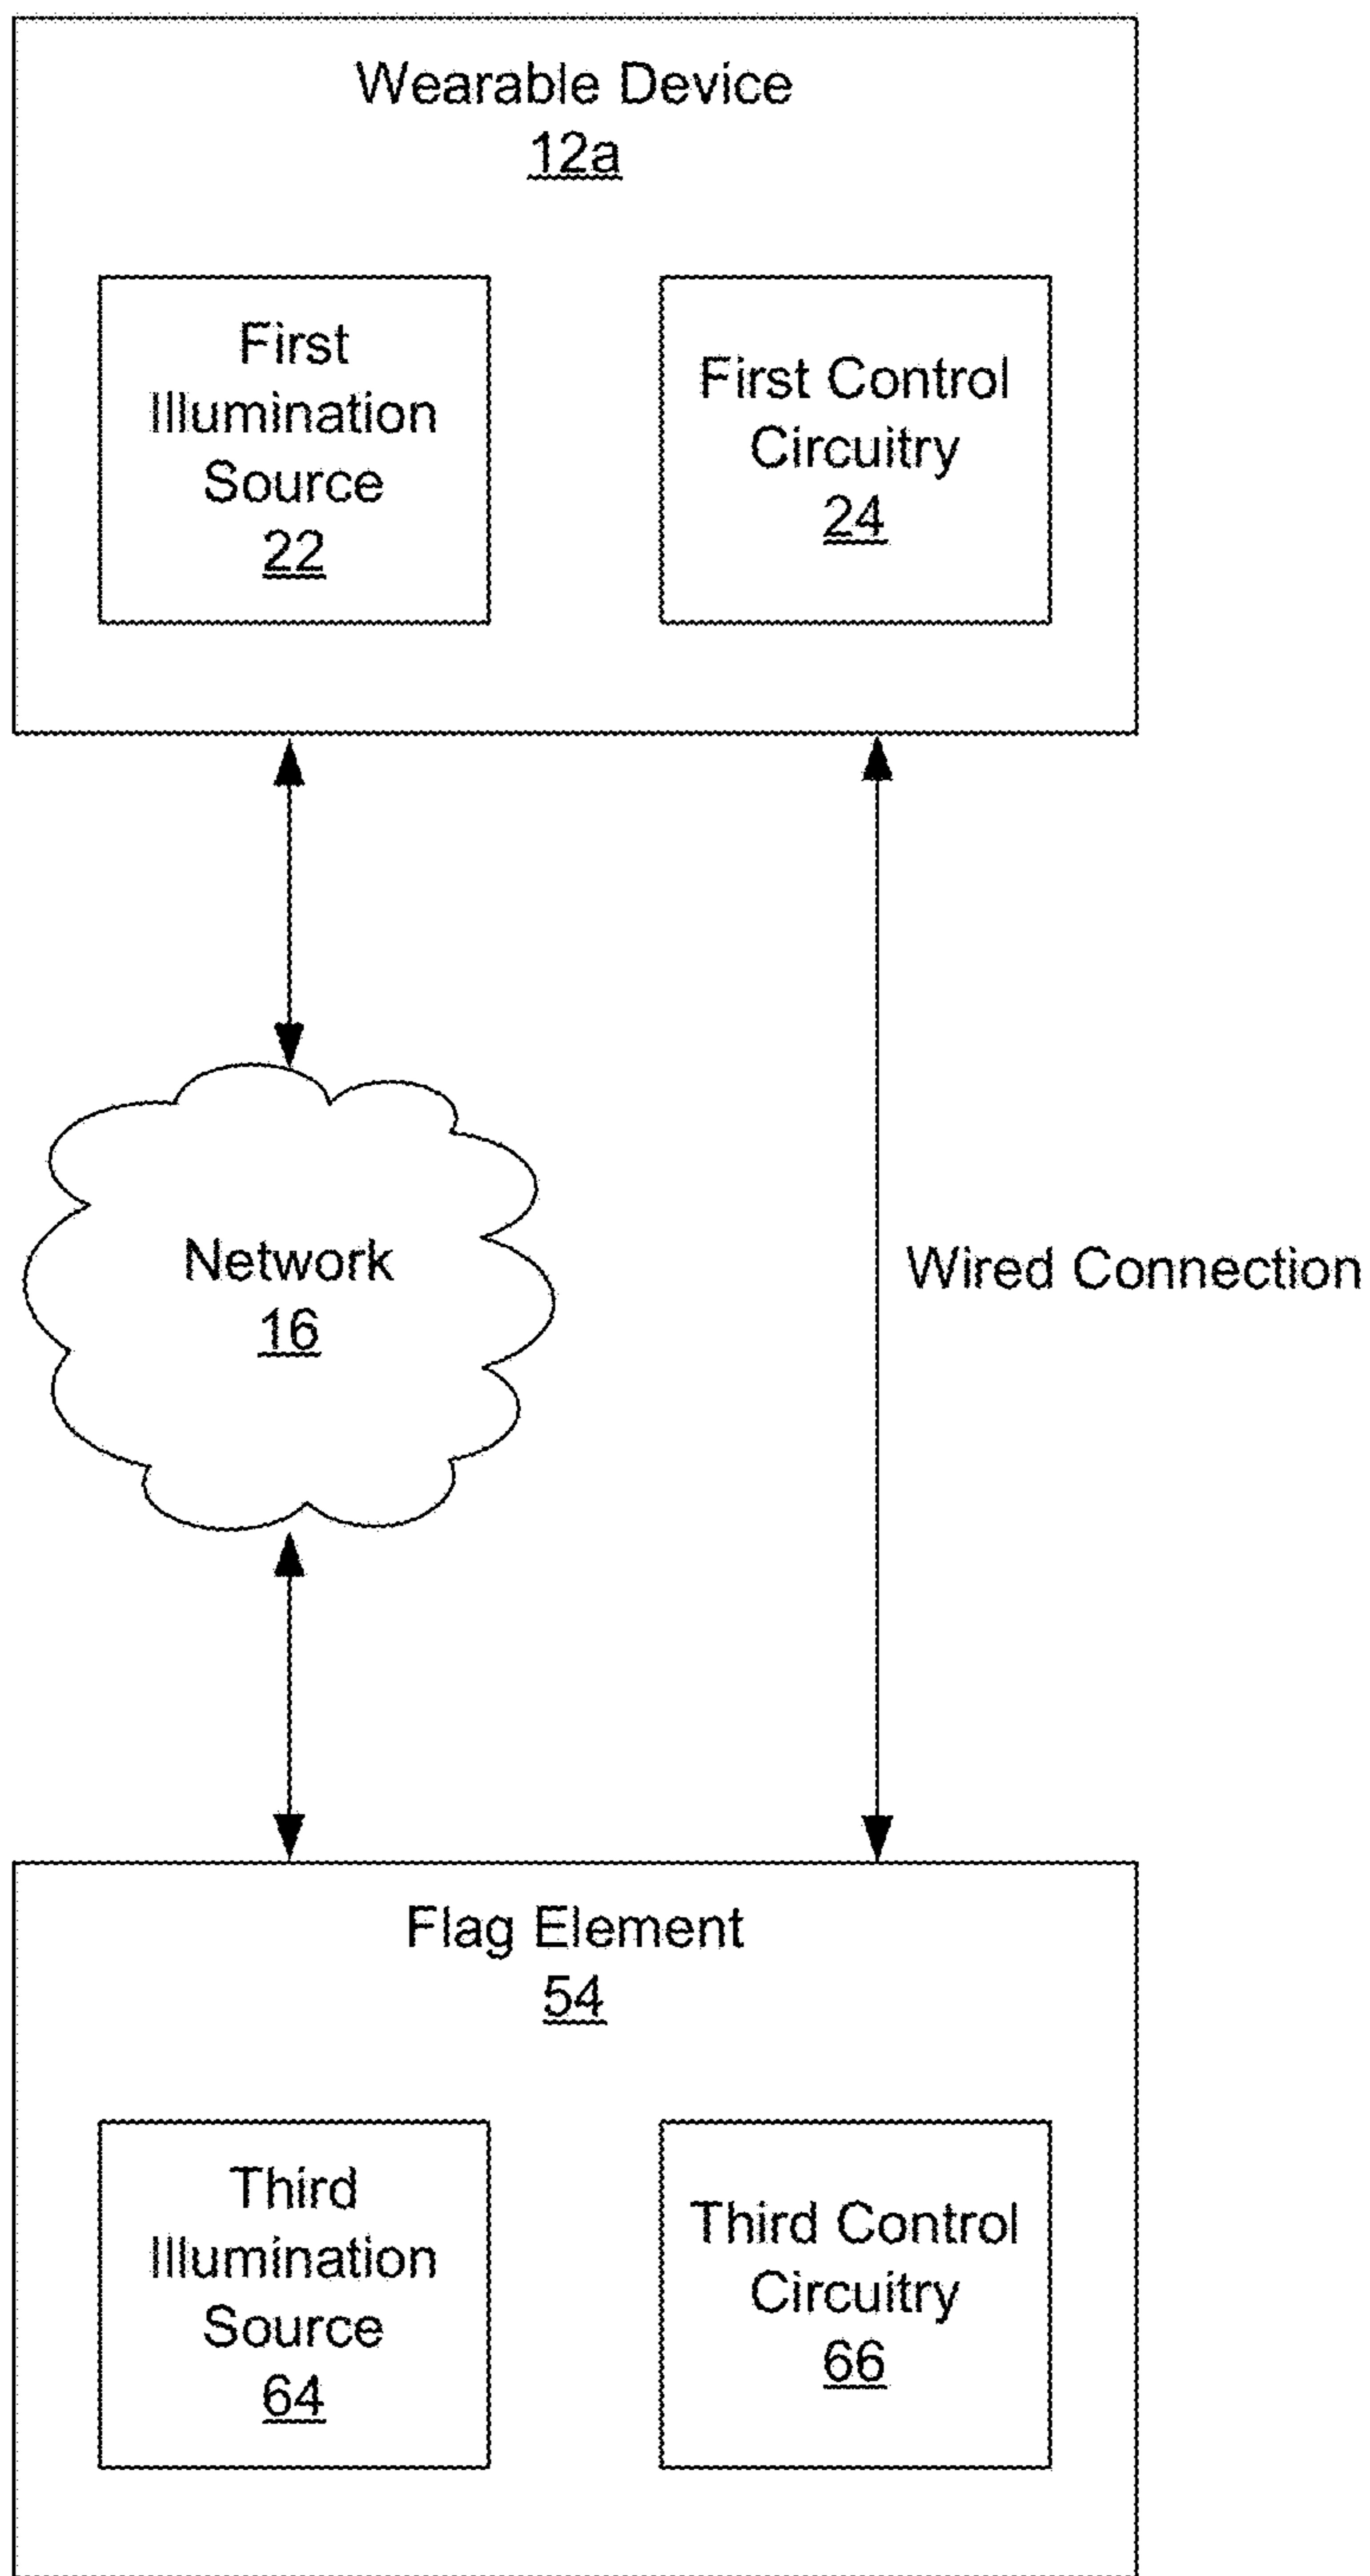 Wearable Device
12a
First
Illumination
Source
22
First Control
Circuitry
24
Network
16
Wired Connection
Flag Element
54
Third
Illumination
Source
64
Third Control
Circuitry
66